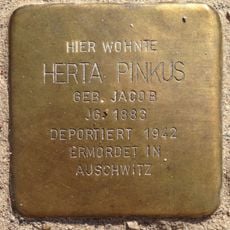 HIER WOHNTE
HERTA PINKUS
GEB. JACOB
JG. 1883
DEPORTIERT 1942
ERMORDET IN
AUSCHWITZ